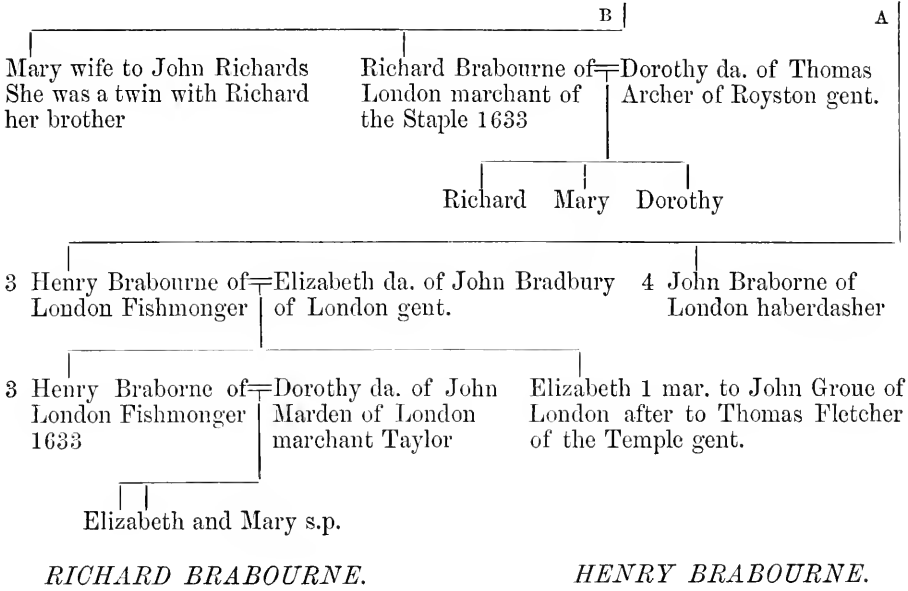 B
A
Mary wife to John Richards
She was a twin with Richard
her brother
Richard Brabourne of
London marchant of
the Staple 1633
Dorothy da. of Thomas
Archer of Royston gent.
Richard Mary Dorothy
3 Henry Brabourne of
London Fishmonger
Elizabeth da. of John Bradbury
of London gent.
4 John Braborne of
London haberdasher
3 Henry Braborne of
London Fishmonger
1633
Dorothy da. of John
Marden of London
marchant Taylor
Elizabeth 1 mar. to John Groue of
London after to Thomas Fletcher
of the Temple gent.
Elizabeth and Mary s.p.
RICHARD BRABOURNE.
HENRY BRABOURNE.